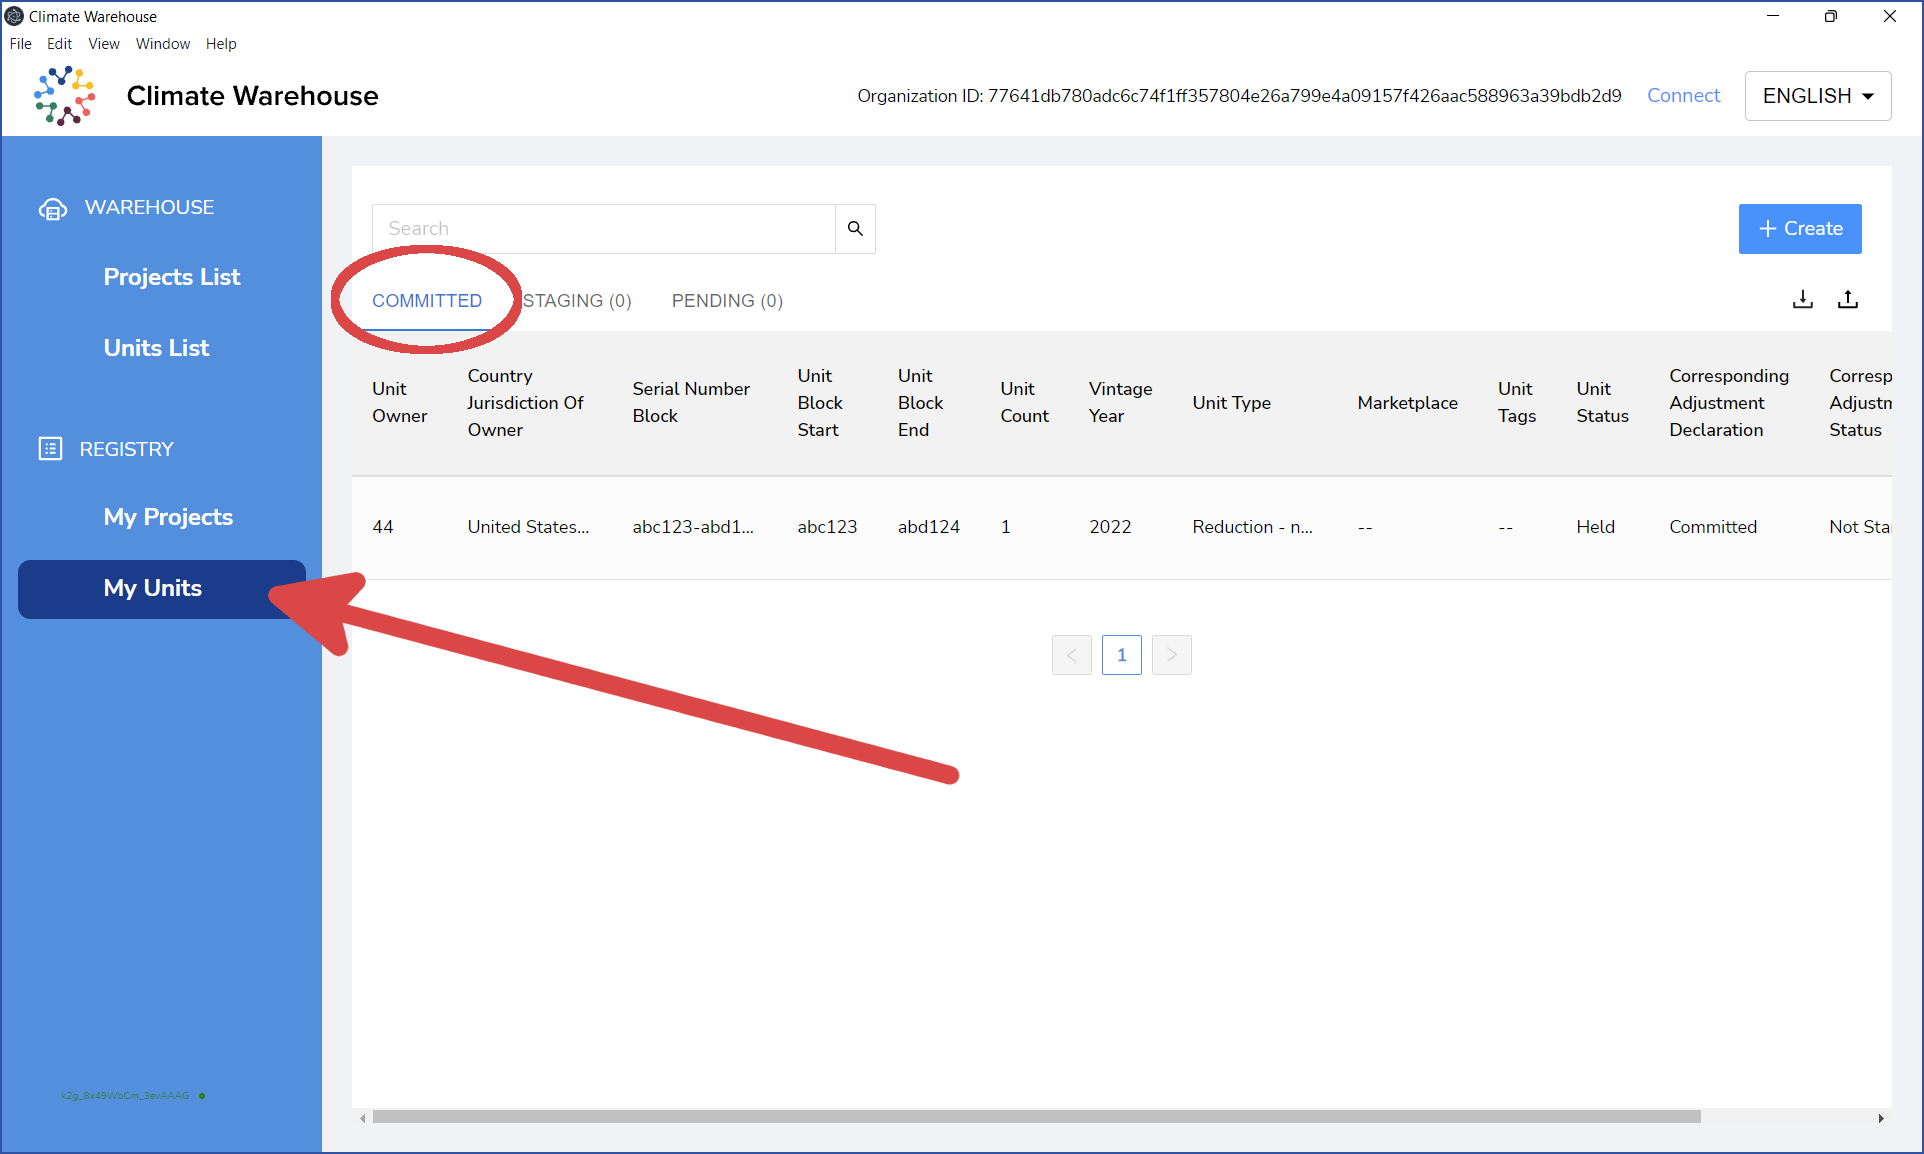 Climate Warehouse
File Edit View Window Help
Climate Warehouse
Organization ID: 77641db780adc6c74f1ff357804e26a799e4a09157f426aac588963a39bdb2d9 Connect ENGLISH
WAREHOUSE
Projects List
Units List
REGISTRY
My Projects
My Units
k2g_8x49WbCm_3evAAAG
Search
+ Create
COMMITTED STAGING (0) PENDING (0)
Unit Owner Country Jurisdiction Of Owner Serial Number Block Unit Block Start Unit Block End Unit Count Vintage Year Unit Type Marketplace Unit Tags Unit Status Corresponding Adjustment Declaration Corresp Adjustm Status
44 United States... abc123-abd1... abc123 abd124 1 2022 Reduction - n... -- -- Held Committed Not Sta
< 1 >